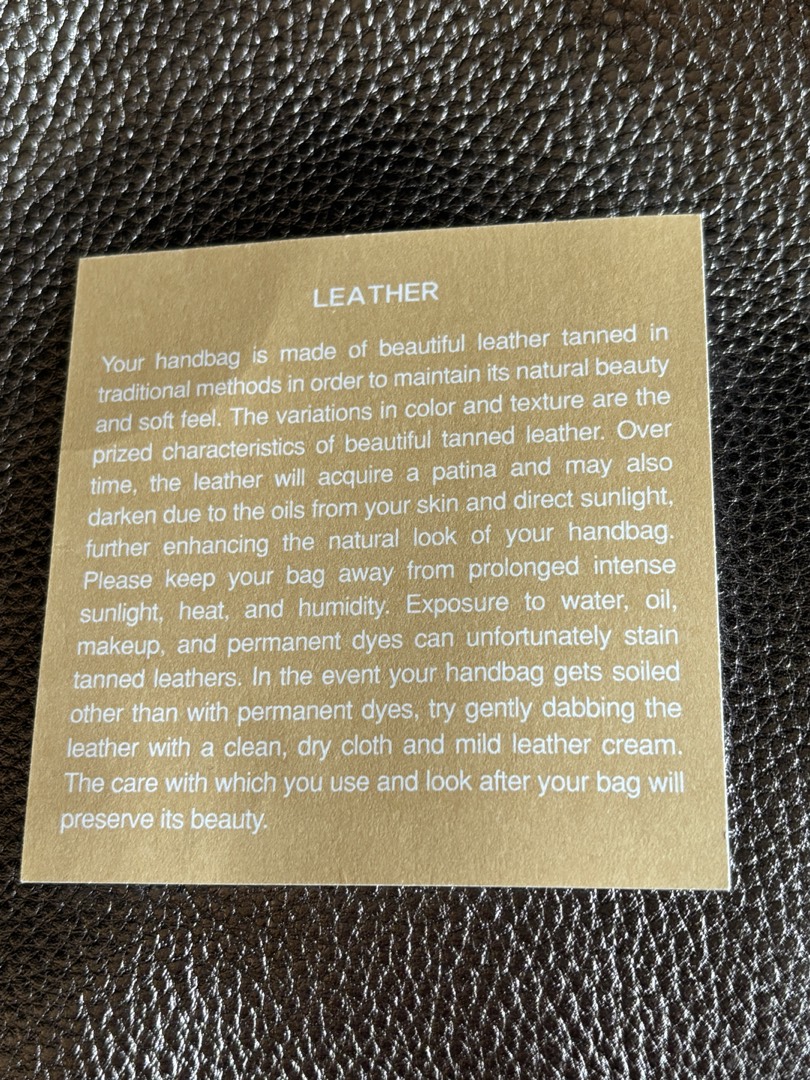 LEATHER
Your handbag is made of beautiful leather tanned in
traditional methods in order to maintain its natural beauty
and soft feel. The variations in color and texture are the
prized characteristics of beautiful tanned leather. Over
time, the leather will acquire a patina and may also
darken due to the oils from your skin and direct sunlight,
further enhancing the natural look of your handbag.
Please keep your bag away from prolonged intense
sunlight, heat, and humidity. Exposure to water, oil,
makeup, and permanent dyes can unfortunately stain
tanned leathers. In the event your handbag gets soiled
other than with permanent dyes, try gently dabbing the
leather with a clean, dry cloth and mild leather cream.
The care with which you use and look after your bag will
preserve its beauty.